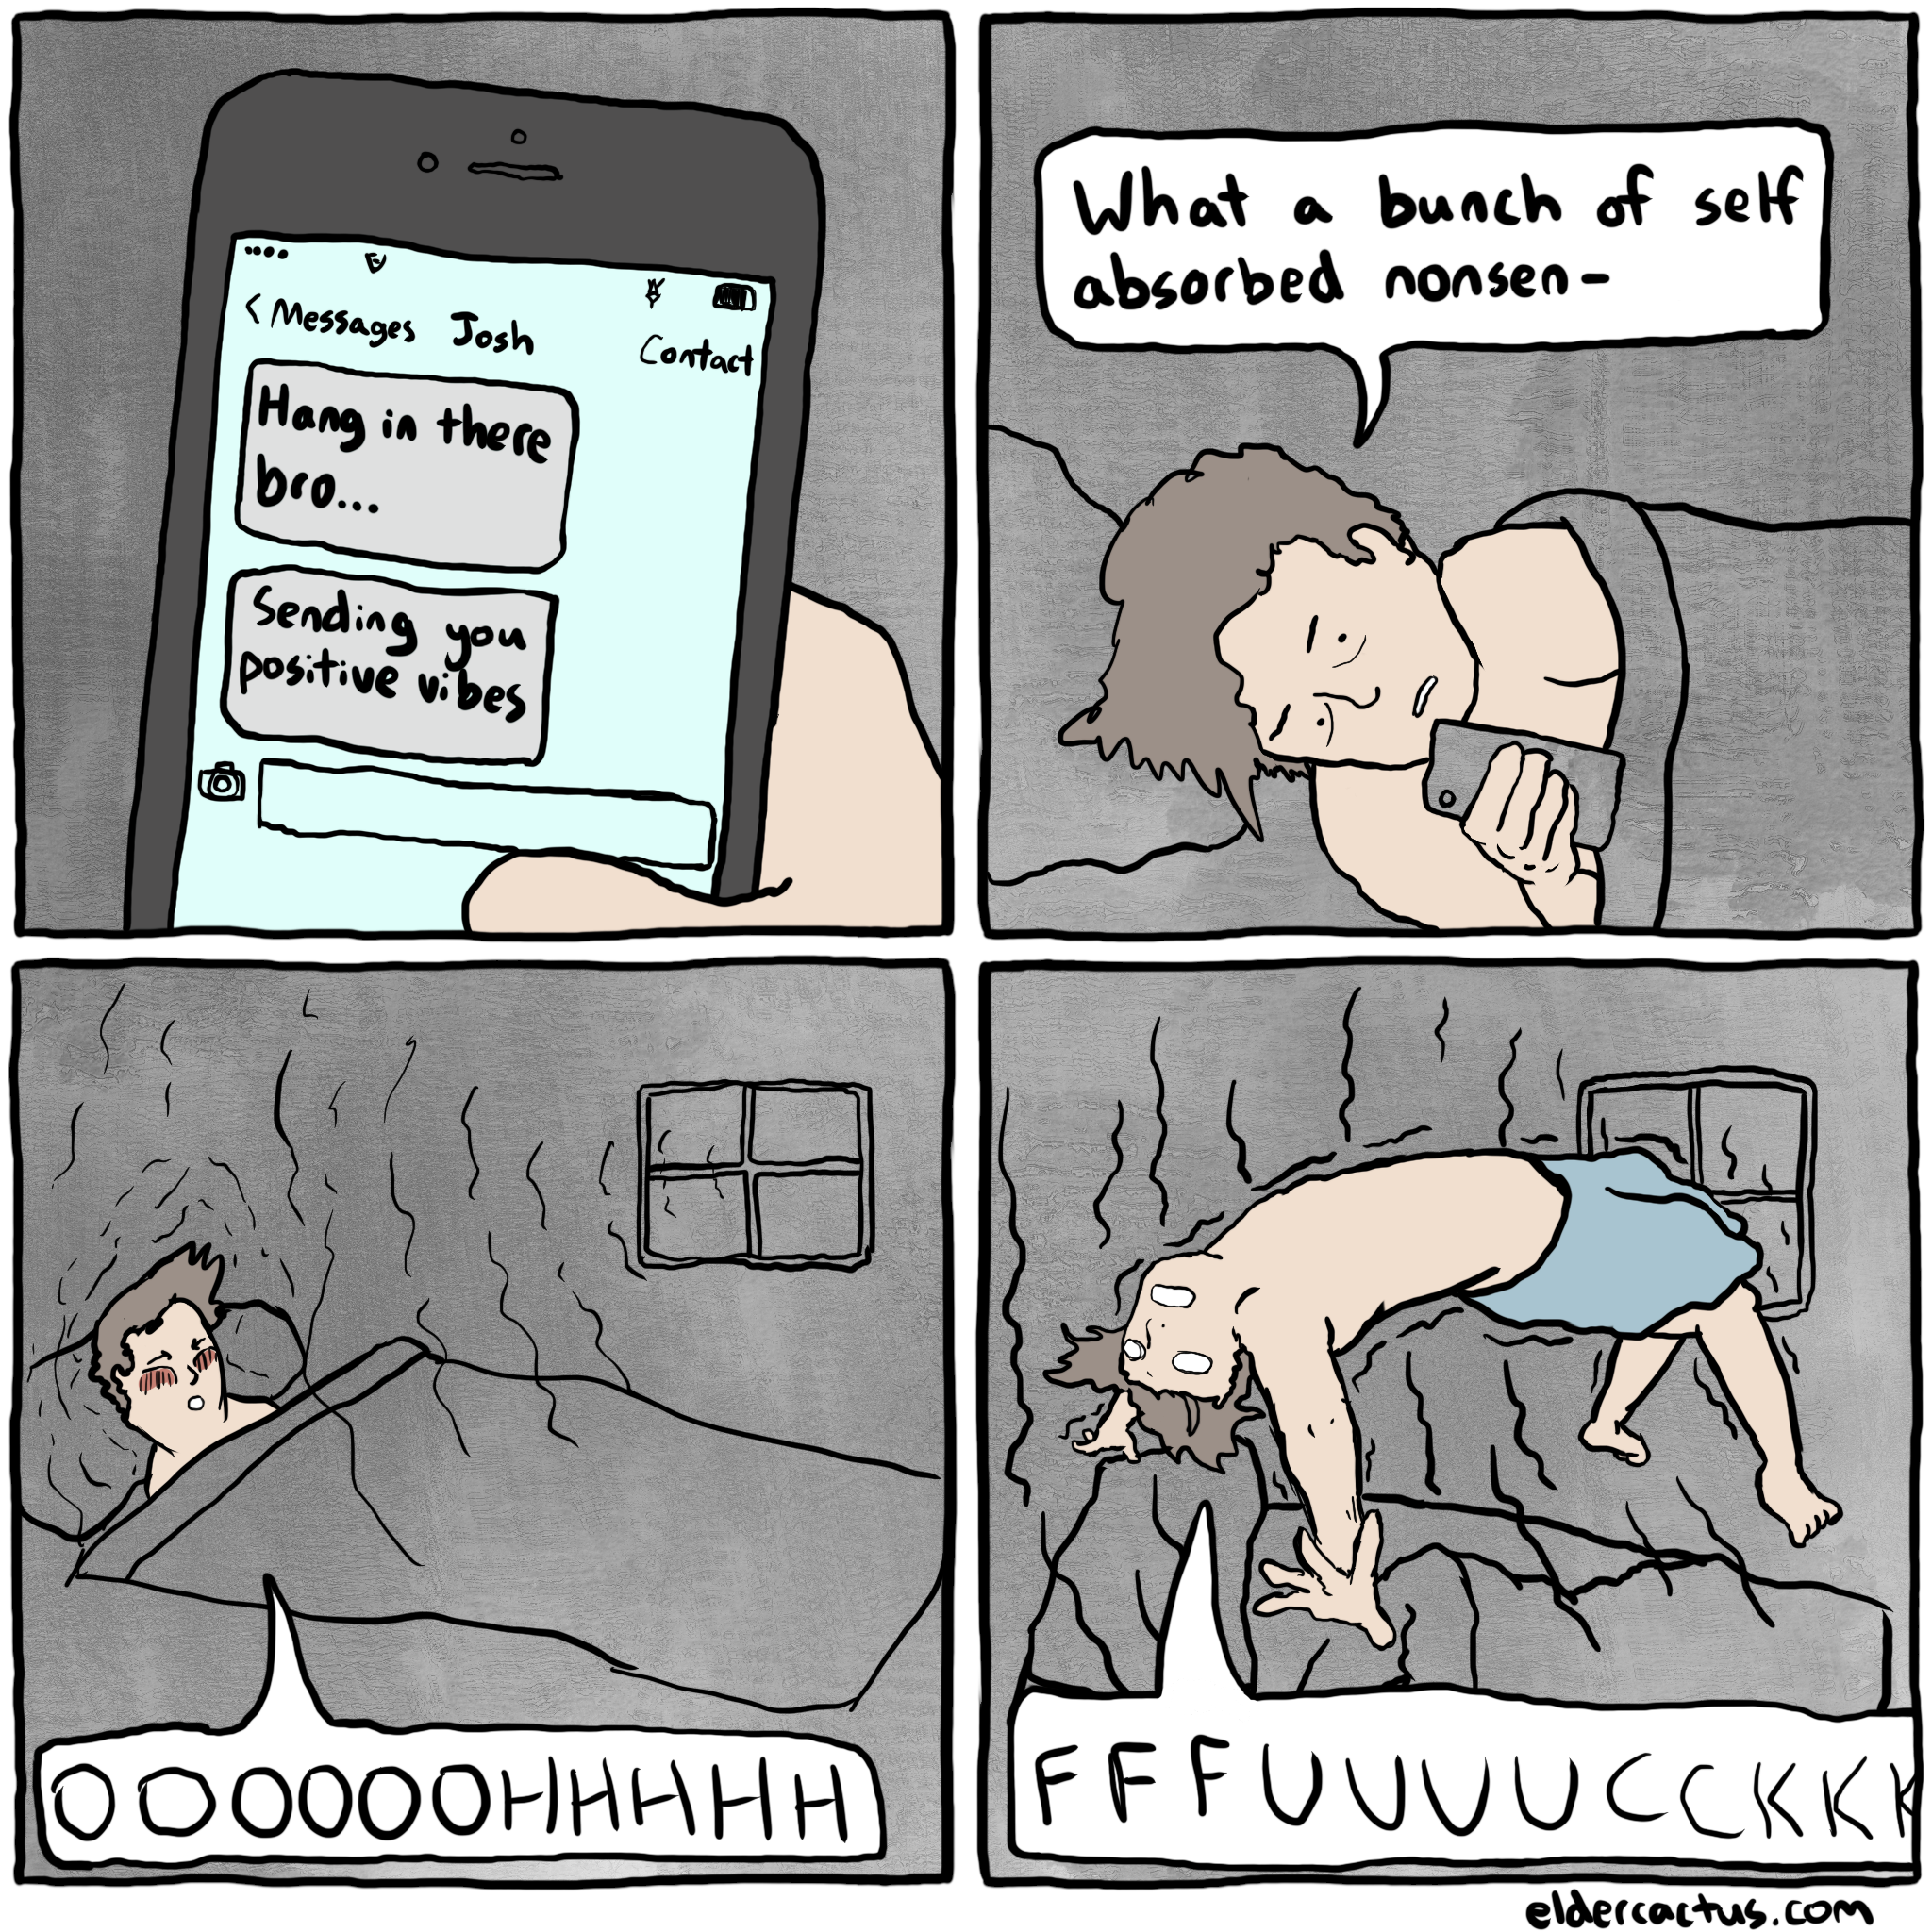 < Messages Josh Contact
Hang in there
bro...
Sending you
positive vibes
What a bunch of self
absorbed nonsen-
OOOOOOHHHHH
FFFUUUUCCKKK
eldercactus.com